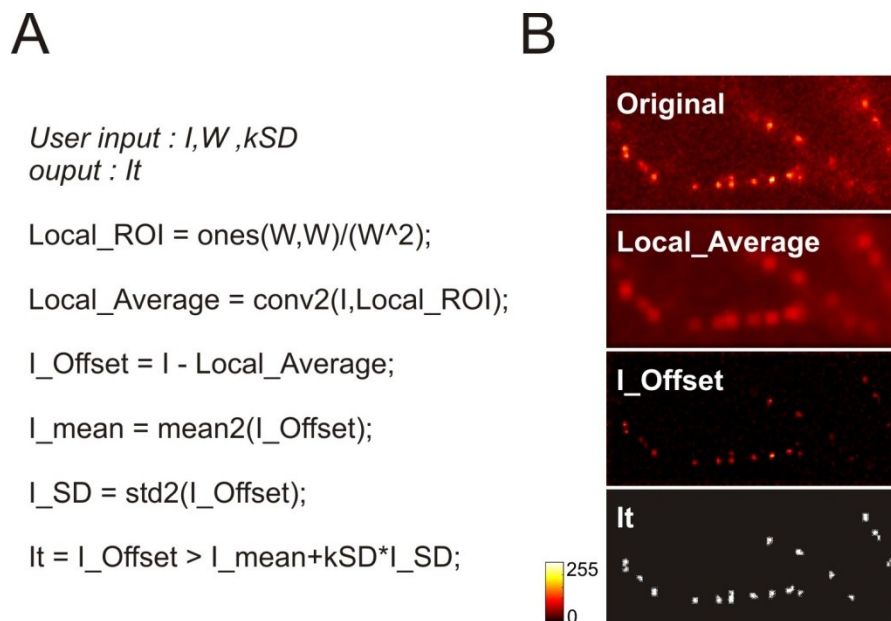 A
User input : I,W ,kSD
ouput : It
Local_ROI = ones(W,W)/(W^2);
Local_Average = conv2(I,Local_ROI);
I_Offset = I - Local_Average;
I_mean = mean2(I_Offset);
I_SD = std2(I_Offset);
It = I_Offset > I_mean+kSD*I_SD;
B
Original
Local_Average
I_Offset
It
255
0